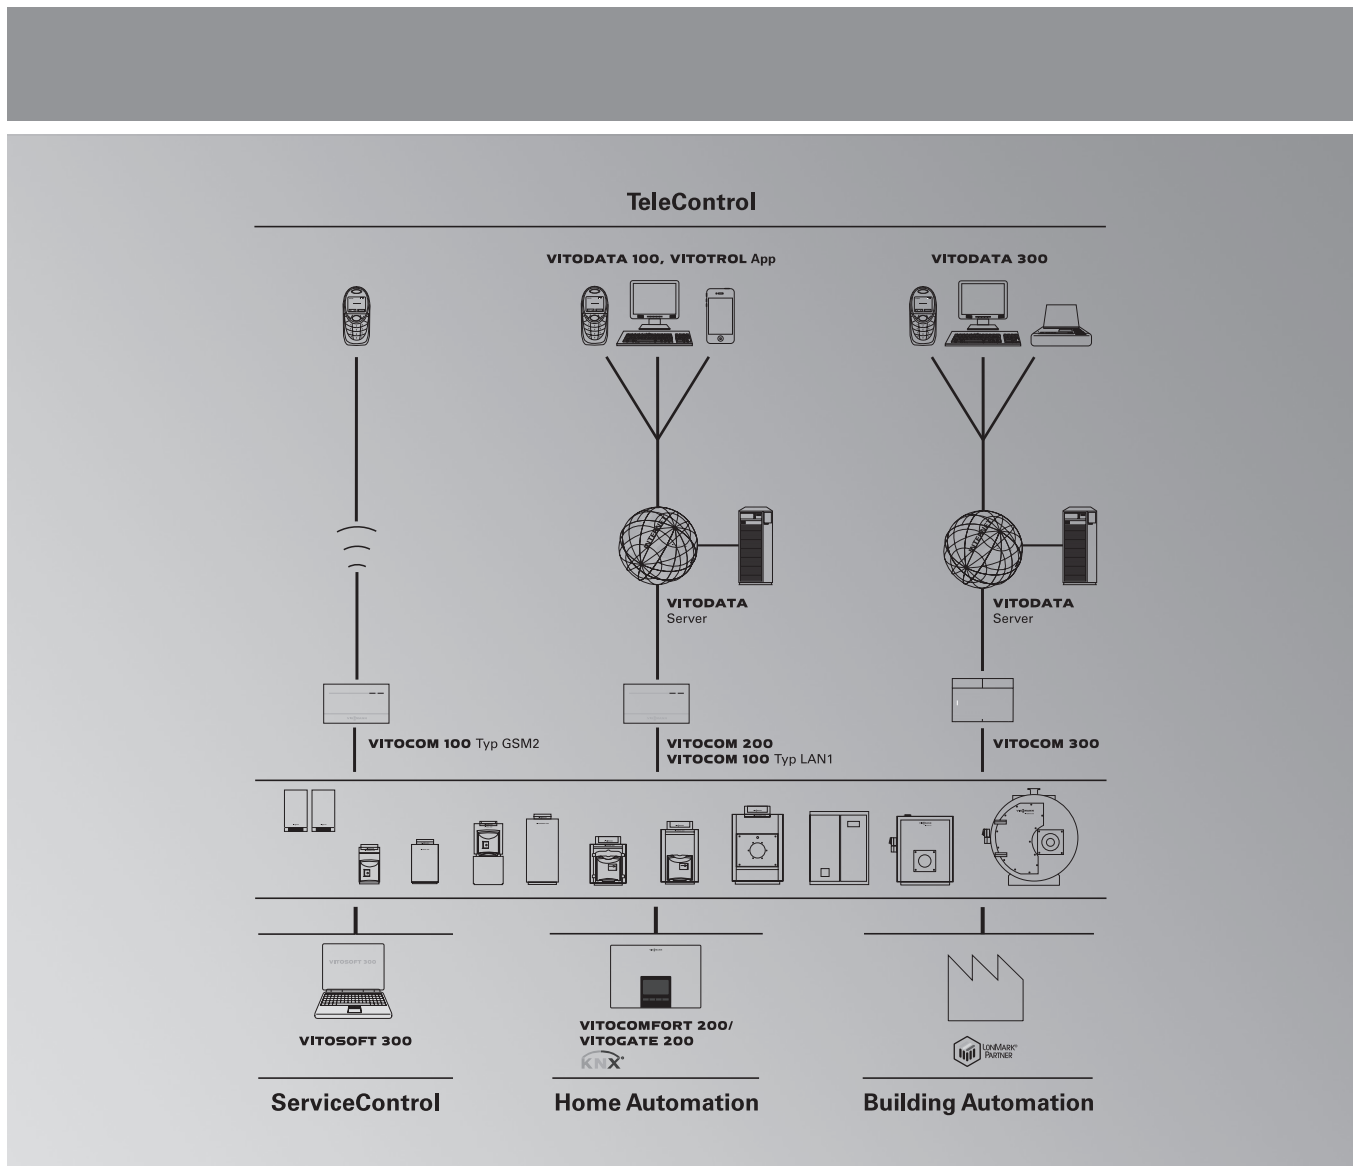 TeleControl
VITODATA 100, VITOTROL App
VITODATA 300
INTERNET
INTERNET
VITODATA
Server
VITODATA
Server
VITOCOM 100 Typ GSM2
VITOCOM 200
VITOCOM 100 Typ LAN1
VITOCOM 300
VITOSOFT 300
VITOSOFT 300
VITOCOMFORT 200/
VITOGATE 200
KNX®
LONMARK®
PARTNER
ServiceControl
Home Automation
Building Automation